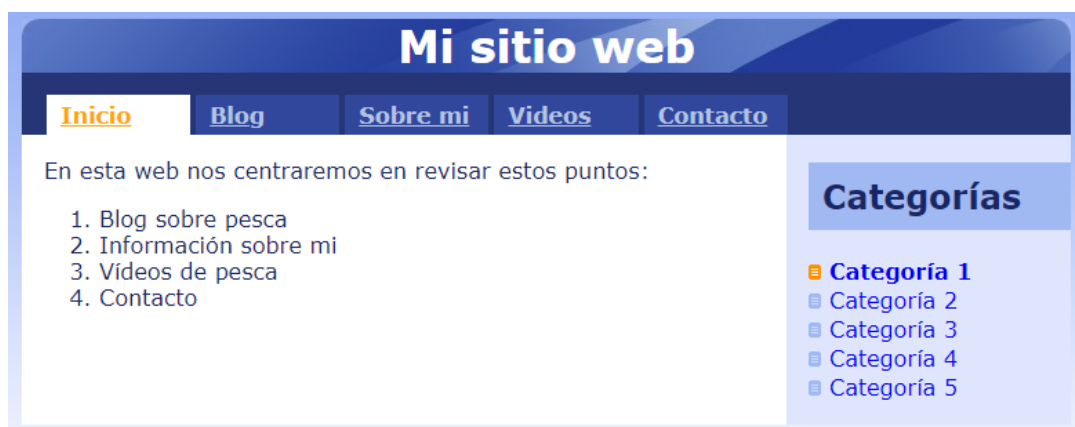 Mi sitio web
Inicio Blog Sobre mi Videos Contacto
En esta web nos centraremos en revisar estos puntos:
1. Blog sobre pesca
2. Información sobre mi
3. Vídeos de pesca
4. Contacto
Categorías
Categoría 1
Categoría 2
Categoría 3
Categoría 4
Categoría 5